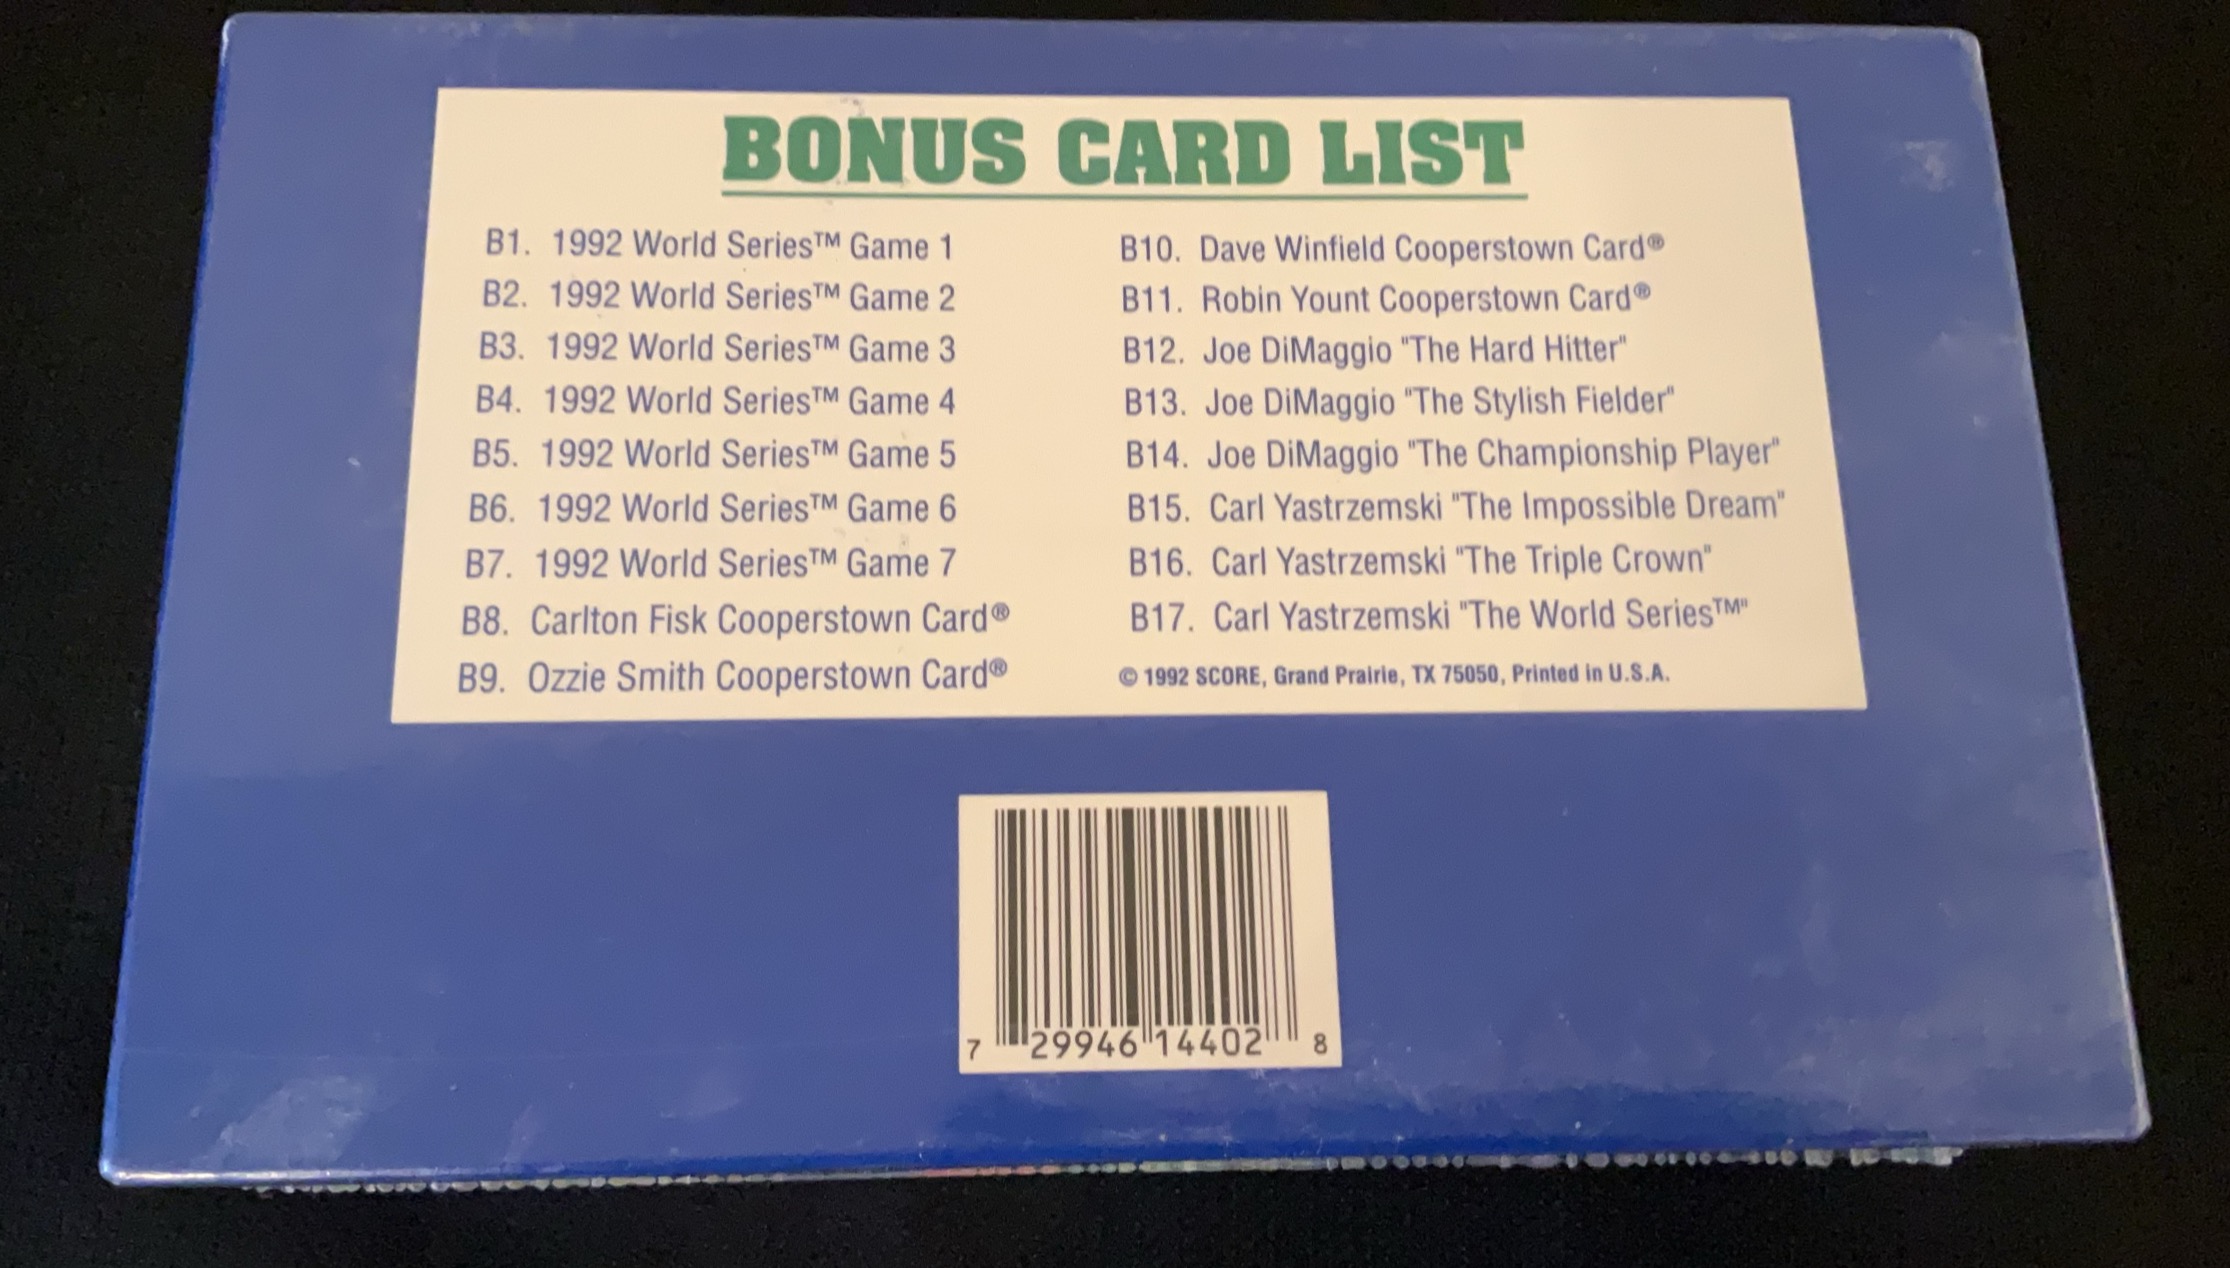 BONUS CARD LIST
B1. 1992 World Series™ Game 1
B2. 1992 World Series™ Game 2
B3. 1992 World Series™ Game 3
B4. 1992 World Series™ Game 4
B5. 1992 World Series™ Game 5
B6. 1992 World Series™ Game 6
B7. 1992 World Series™ Game 7
B8. Carlton Fisk Cooperstown Card®
B9. Ozzie Smith Cooperstown Card®
B10. Dave Winfield Cooperstown Card®
B11. Robin Yount Cooperstown Card®
B12. Joe DiMaggio "The Hard Hitter"
B13. Joe DiMaggio "The Stylish Fielder"
B14. Joe DiMaggio "The Championship Player"
B15. Carl Yastrzemski "The Impossible Dream"
B16. Carl Yastrzemski "The Triple Crown"
B17. Carl Yastrzemski "The World Series™"
© 1992 SCORE, Grand Prairie, TX 75050, Printed in U.S.A.
7 29946 14402 8